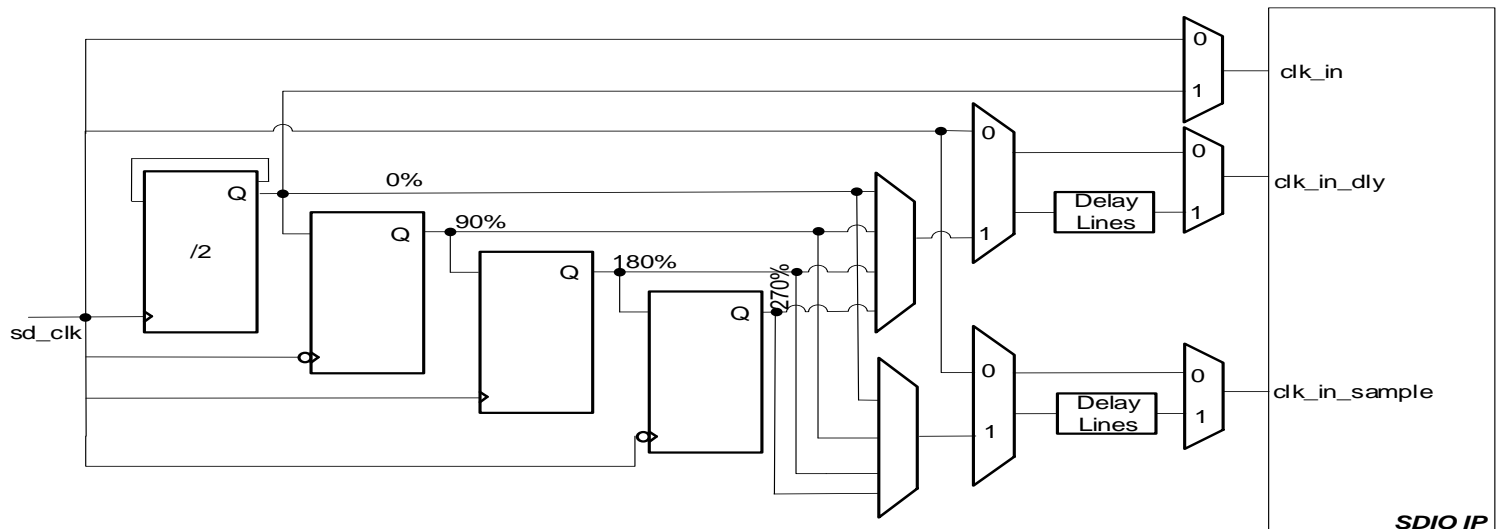 0
clk_in
1
0
0
clk_in_dly
0%
Q
Delay
Lines
1
90%
Q
1
/2
180%
Q
270%
Q
sd_clk
0
0
clk_in_sample
Delay
Lines
1
1
SDIO IP